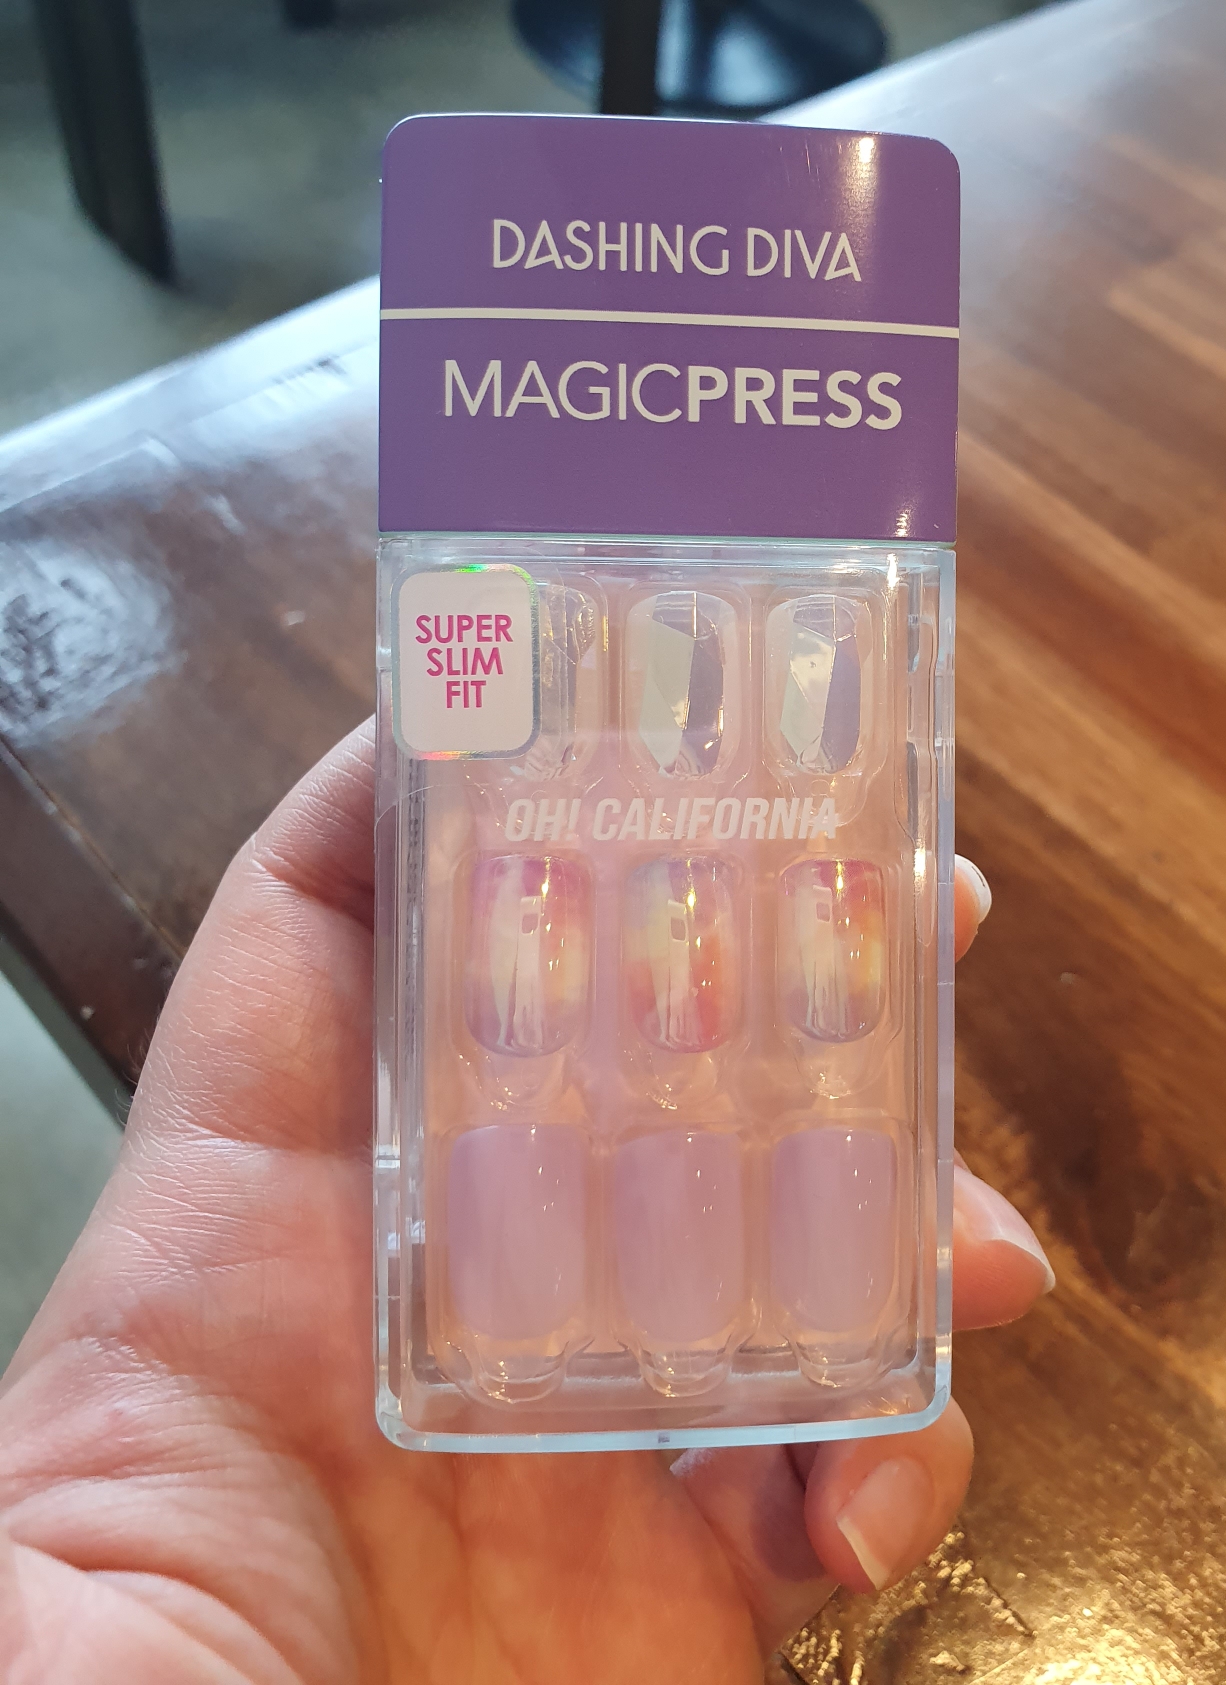 DASHING DIVA
MAGICPRESS
SUPER
SLIM
FIT
OH! CALIFORNIA